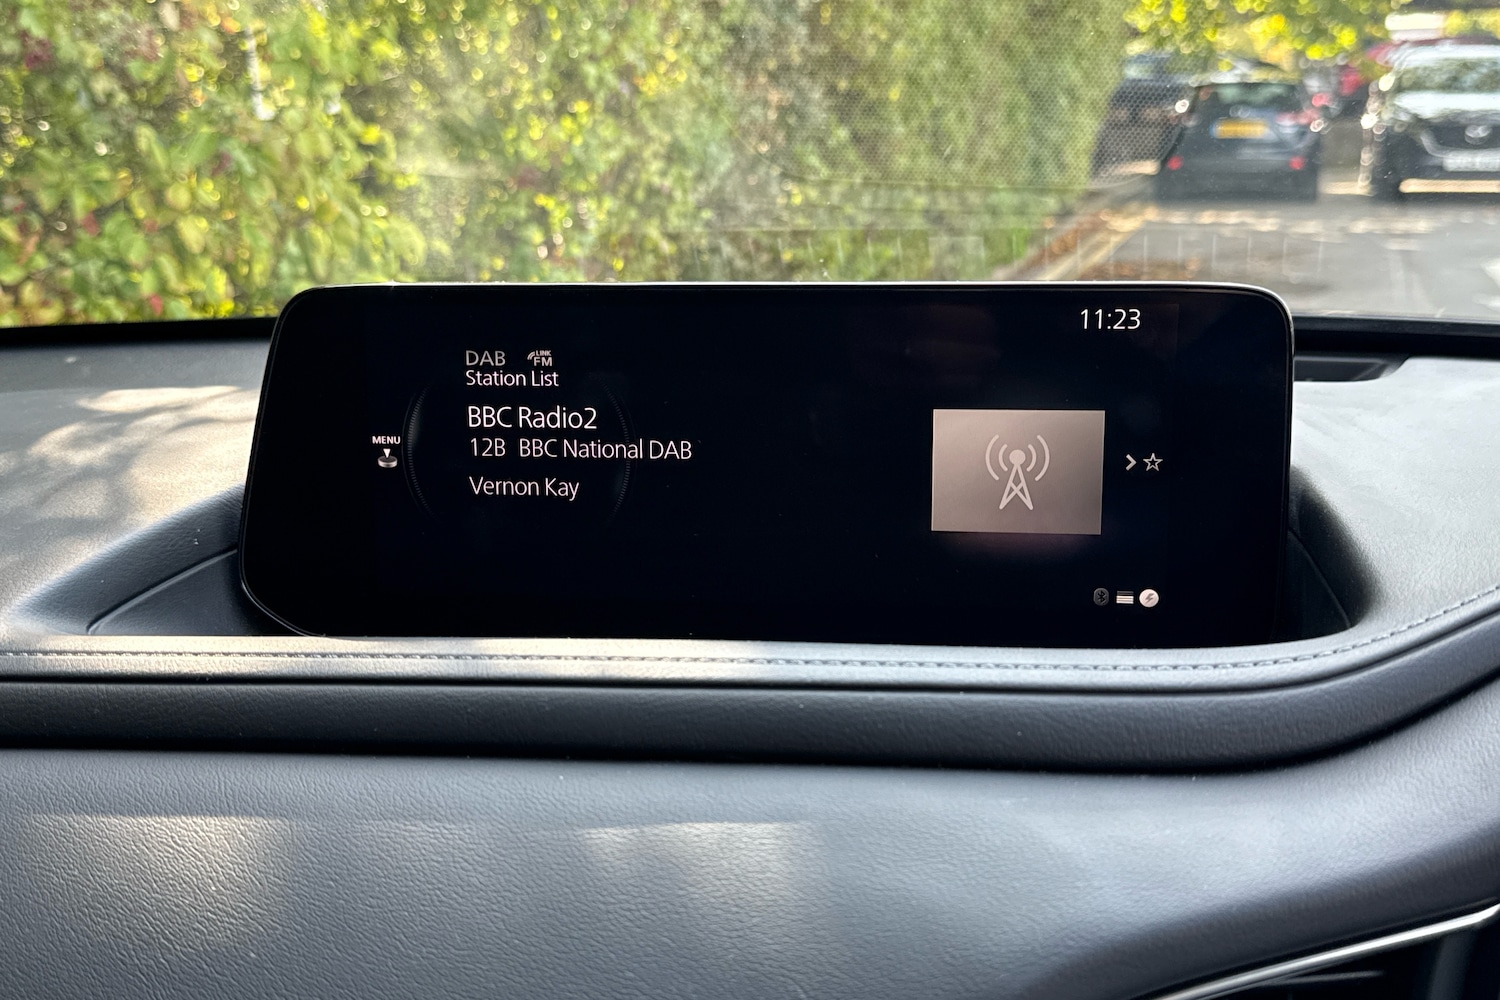 11:23
DAB LINK FM
Station List
BBC Radio2
MENU
12B BBC National DAB
Vernon Kay